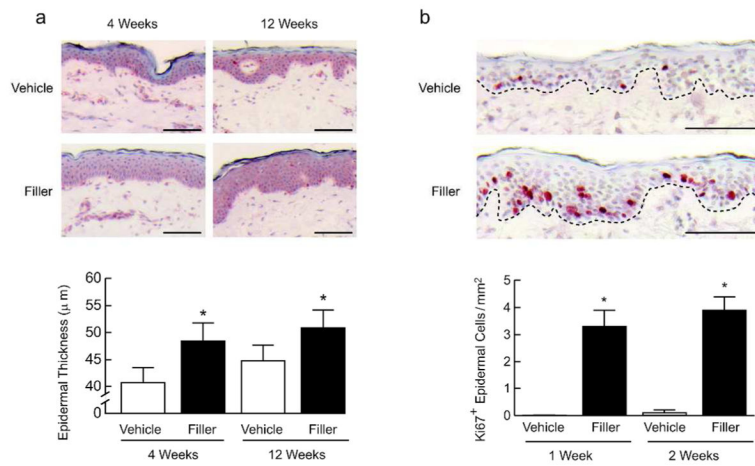 a
4 Weeks
12 Weeks
Vehicle
Filler
60
55
50
45
40
0
Epidermal Thickness (μ m)
*
*
Vehicle
Filler
Vehicle
Filler
4 Weeks
12 Weeks
b
Vehicle
Filler
5
4
3
2
1
0
Ki67+ Epidermal Cells/mm2
*
*
Vehicle
Filler
Vehicle
Filler
1 Week
2 Weeks